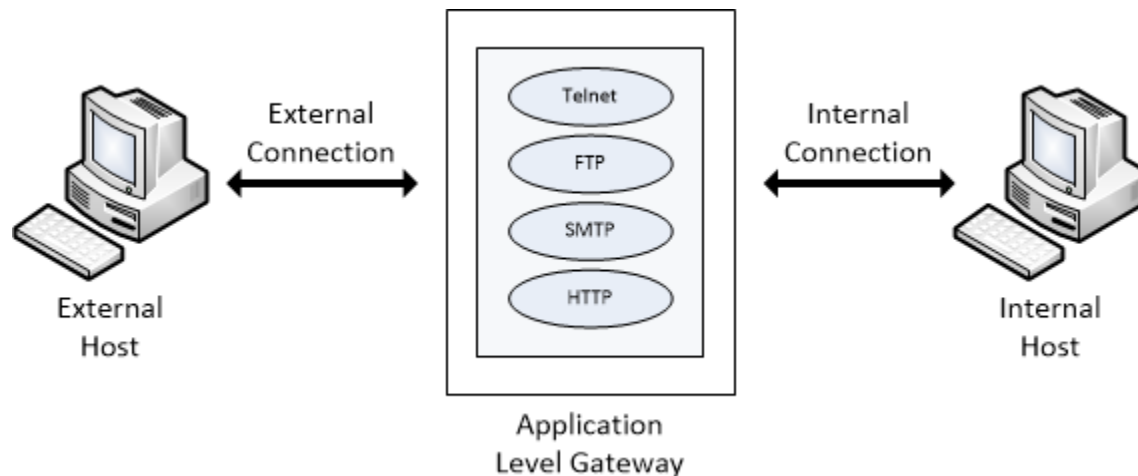 External
Host
External
Connection
Telnet
FTP
SMTP
HTTP
Application
Level Gateway
Internal
Connection
Internal
Host